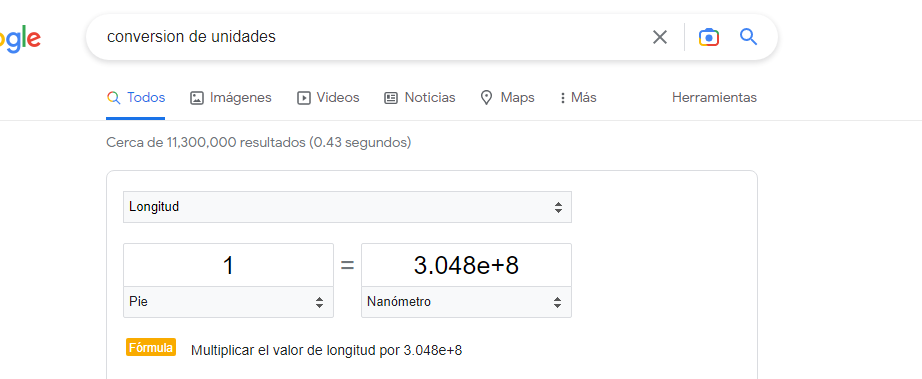 ogle
conversion de unidades
Todos Imágenes Videos Noticias Maps Más Herramientas
Cerca de 11,300,000 resultados (0.43 segundos)
Longitud
1 = 3.048e+8
Pie Nanómetro
Fórmula Multiplicar el valor de longitud por 3.048e+8